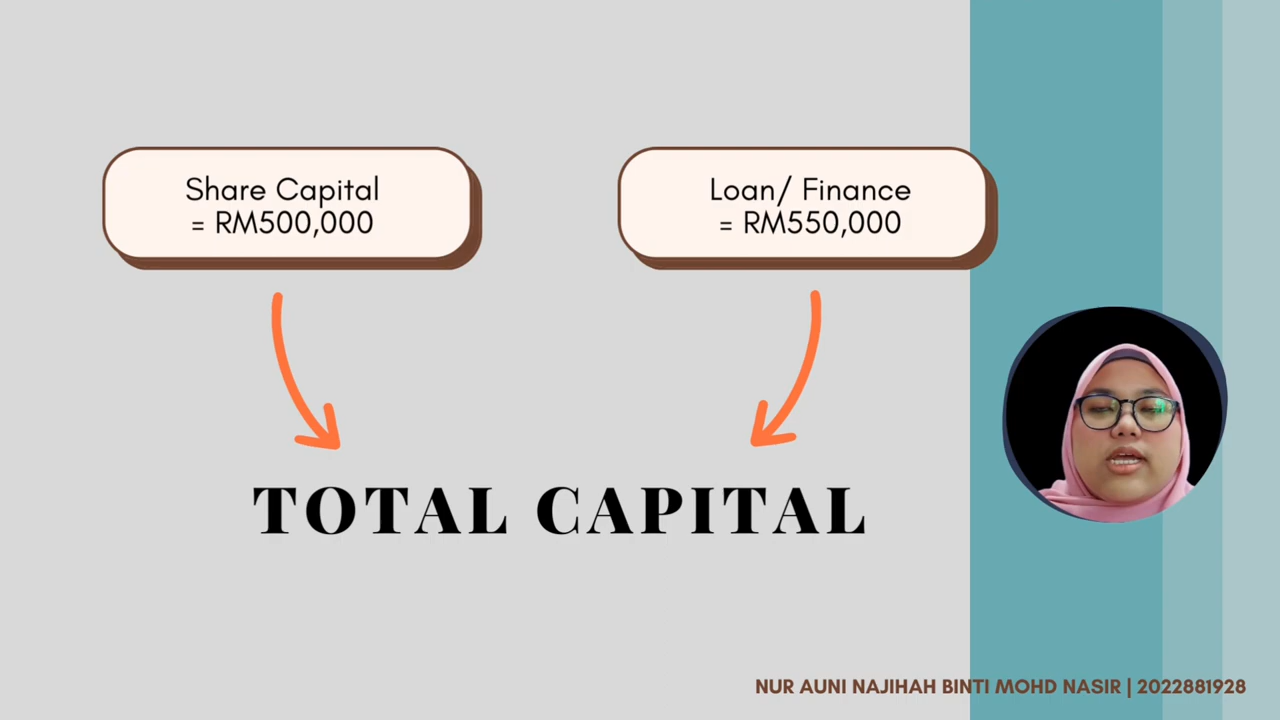 Share Capital
= RM500,000
Loan/ Finance
= RM550,000
TOTAL CAPITAL
NUR AUNI NAJIHAH BINTI MOHD NASIR | 2022881928